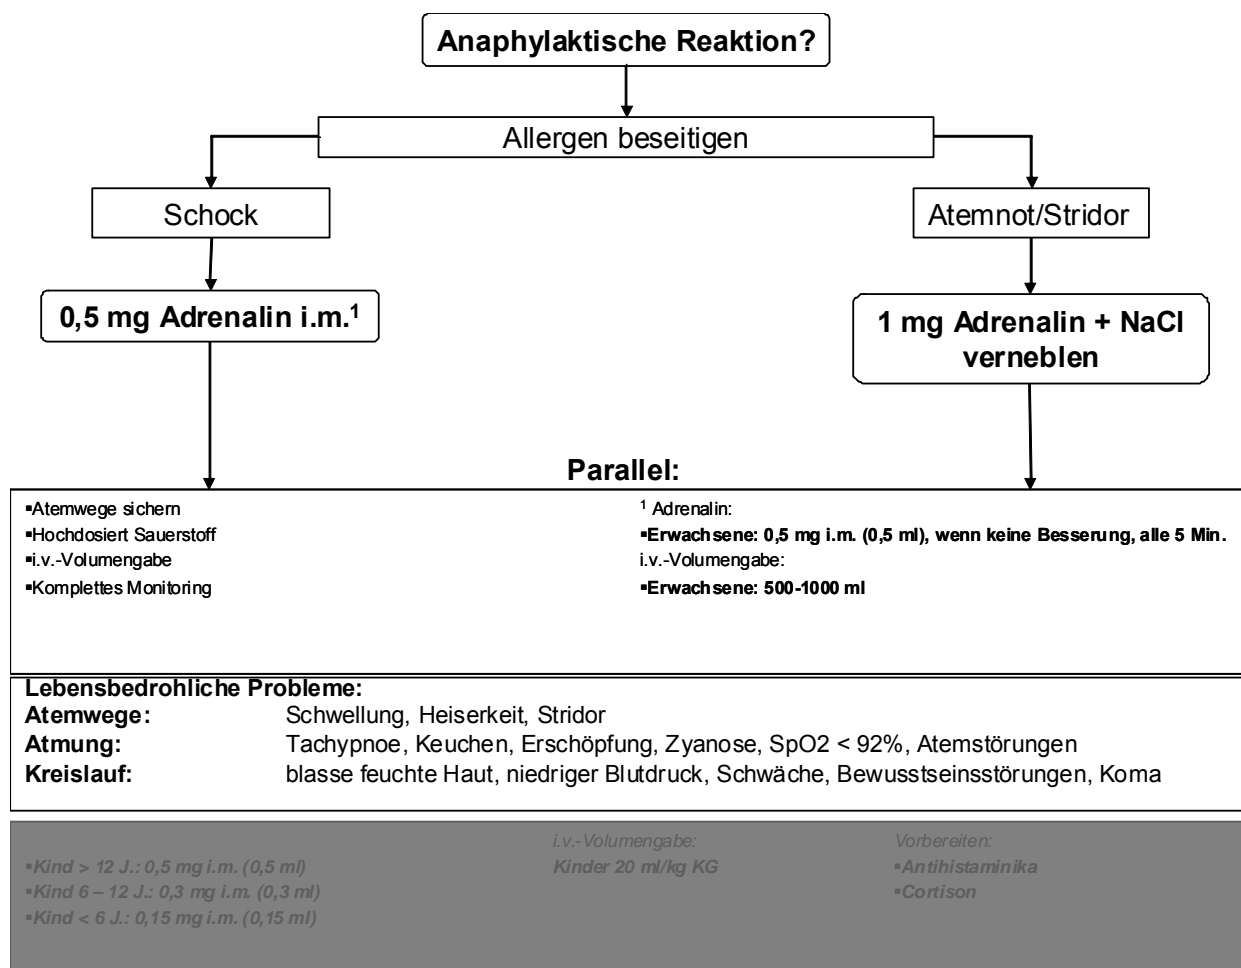 Anaphylaktische Reaktion?
Allergen beseitigen
Schock
Atemnot/Stridor
0,5 mg Adrenalin i.m.¹
1 mg Adrenalin + NaCl
verneblen
Parallel:
▪Atemwege sichern
▪Hochdosiert Sauerstoff
▪i.v.-Volumengabe
▪Komplettes Monitoring
¹ Adrenalin:
▪Erwachsene: 0,5 mg i.m. (0,5 ml), wenn keine Besserung, alle 5 Min.
i.v.-Volumengabe:
▪Erwachsene: 500-1000 ml
Lebensbedrohliche Probleme:
Atemwege: Schwellung, Heiserkeit, Stridor
Atmung: Tachypnoe, Keuchen, Erschöpfung, Zyanose, SpO2 < 92%, Atemstörungen
Kreislauf: blasse feuchte Haut, niedriger Blutdruck, Schwäche, Bewusstseinsstörungen, Koma
▪Kind > 12 J.: 0,5 mg i.m. (0,5 ml)
▪Kind 6 – 12 J.: 0,3 mg i.m. (0,3 ml)
▪Kind < 6 J.: 0,15 mg i.m. (0,15 ml)
i.v.-Volumengabe:
Kinder 20 ml/kg KG
Vorbereiten:
▪Antihistaminika
▪Cortison